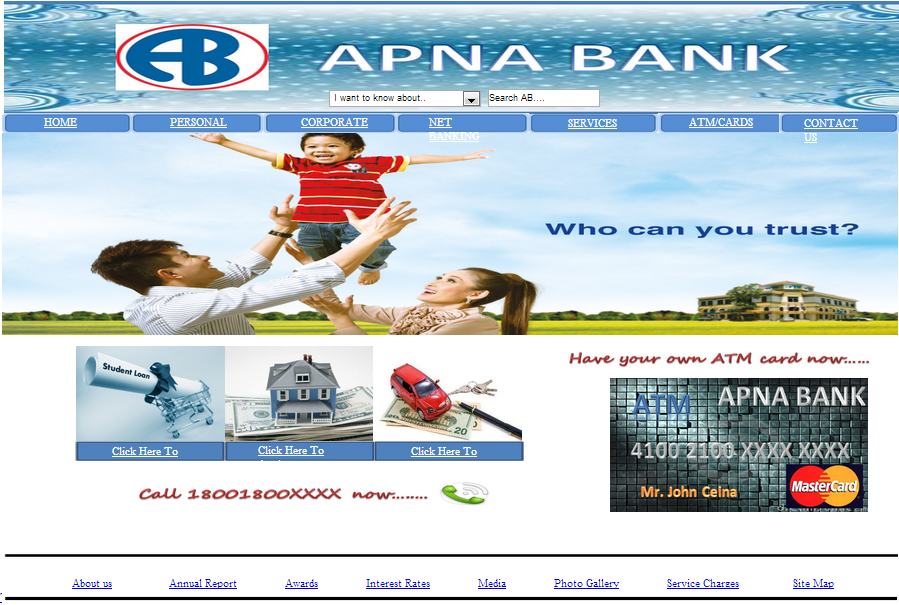 AB
APNA BANK
I want to know about..
Search AB....
HOME
PERSONAL
CORPORATE
NET
BANKING
SERVICES
ATM/CARDS
CONTACT
US
Who can you trust?
Student Loan
Click Here To
Click Here To
Click Here To
Have your own ATM card now......
ATM
APNA BANK
4100 2100 XXXX XXXX
Mr. John Ceina
MasterCard
Call 18001800XXXX now........
About us
Annual Report
Awards
Interest Rates
Media
Photo Gallery
Service Charges
Site Map